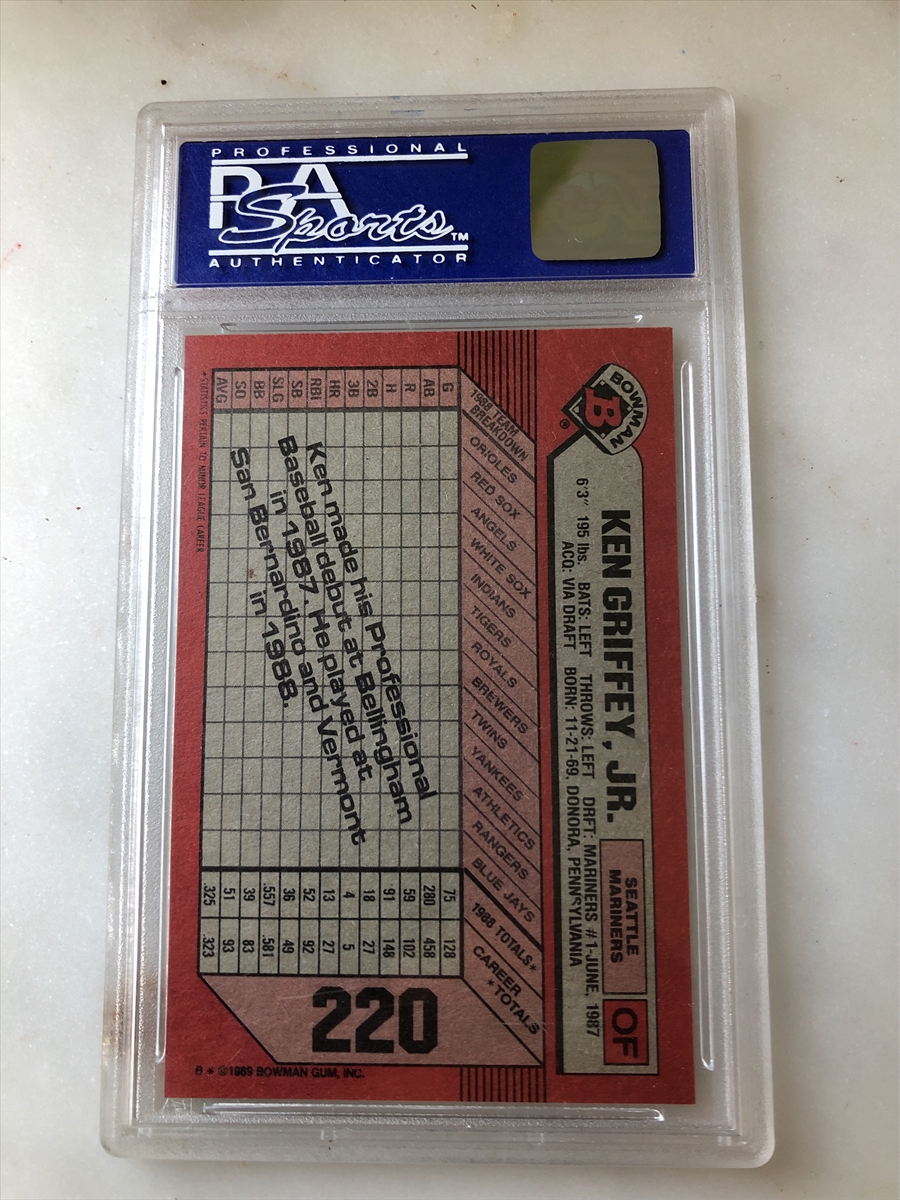 PROFESSIONAL
PSA
Sports™
AUTHENTICATOR
BOWMAN
B
®
KEN GRIFFEY, JR.
SEATTLE
MARINERS
OF
6'3" 195 lbs. BATS: LEFT THROWS: LEFT DRFT: MARINERS #1-JUNE, 1987
ACQ: VIA DRAFT BORN: 11-21-69, DONORA, PENNSYLVANIA
1988 TEAM
BREAKDOWN
ORIOLES
RED SOX
ANGELS
WHITE SOX
INDIANS
TIGERS
ROYALS
BREWERS
TWINS
YANKEES
ATHLETICS
RANGERS
BLUE JAYS
1988 TOTALS*
CAREER
*TOTALS
G 75 128
AB 280 458
R 59 102
H 91 148
2B 18 27
3B 4 5
HR 13 27
RBI 52 92
SB 36 49
SLG .557 .581
BB 39 83
SO 51 93
AVG .325 .323
Ken made his Professional
Baseball debut at Bellingham
in 1987. He played at
San Bernardino and Vermont
in 1988.
220
*STATISTICS PERTAIN TO MINOR LEAGUE CAREER
B * ©1989 BOWMAN GUM, INC.